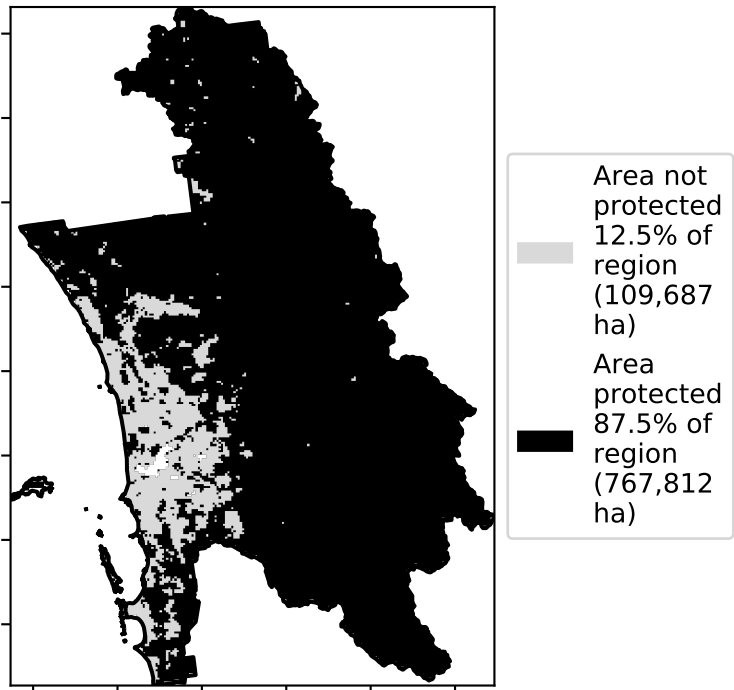 Area not
protected
12.5% of
region
(109,687
ha)
Area
protected
87.5% of
region
(767,812
ha)